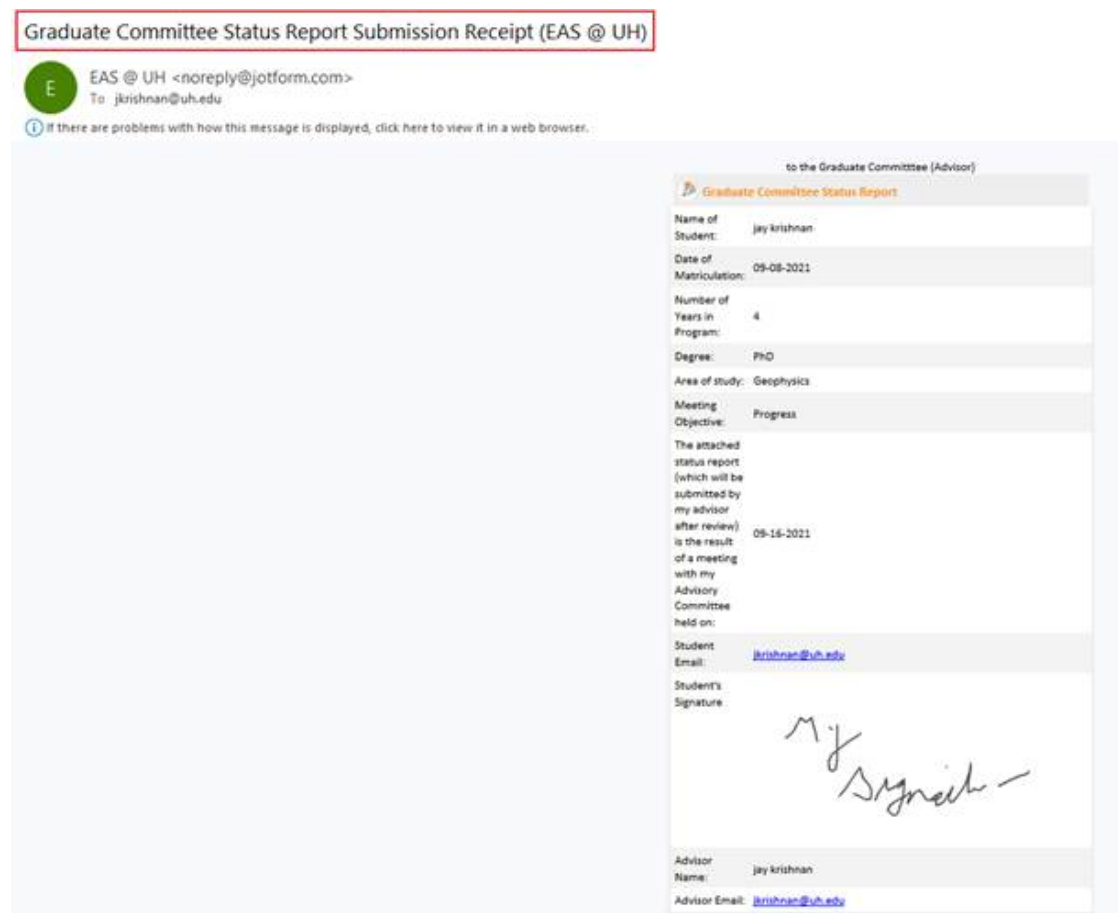 Graduate Committee Status Report Submission Receipt (EAS @ UH)
E
EAS @ UH <noreply@jotform.com>
To jkrishnan@uh.edu
If there are problems with how this message is displayed, click here to view it in a web browser.
to the Graduate Committtee (Advisor)
Graduate Committee Status Report
Name of
Student:
jay krishnan
Date of
Matriculation:
09-08-2021
Number of
Years in
Program:
4
Degree: PhD
Area of study: Geophysics
Meeting
Objective:
Progress
The attached
status report
(which will be
submitted by
my advisor
after review)
is the result
of a meeting
with my
Advisory
Committee
held on:
09-16-2021
Student
Email:
jkrishnan@uh.edu
Student's
Signature
My
Advisor
Name:
jay krishnan
Advisor Email: jkrishnan@uh.edu